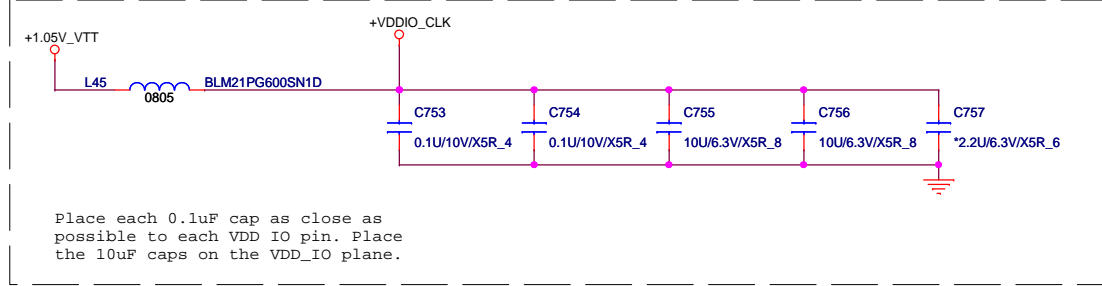 +VDDIO_CLK
+1.05V_VTT
L45 BLM21PG600SN1D
0805
C753 C754 C755 C756 C757
0.1U/10V/X5R_4 0.1U/10V/X5R_4 10U/6.3V/X5R_8 10U/6.3V/X5R_8 *2.2U/6.3V/X5R_6
Place each 0.1uF cap as close as
possible to each VDD IO pin. Place
the 10uF caps on the VDD_IO plane.